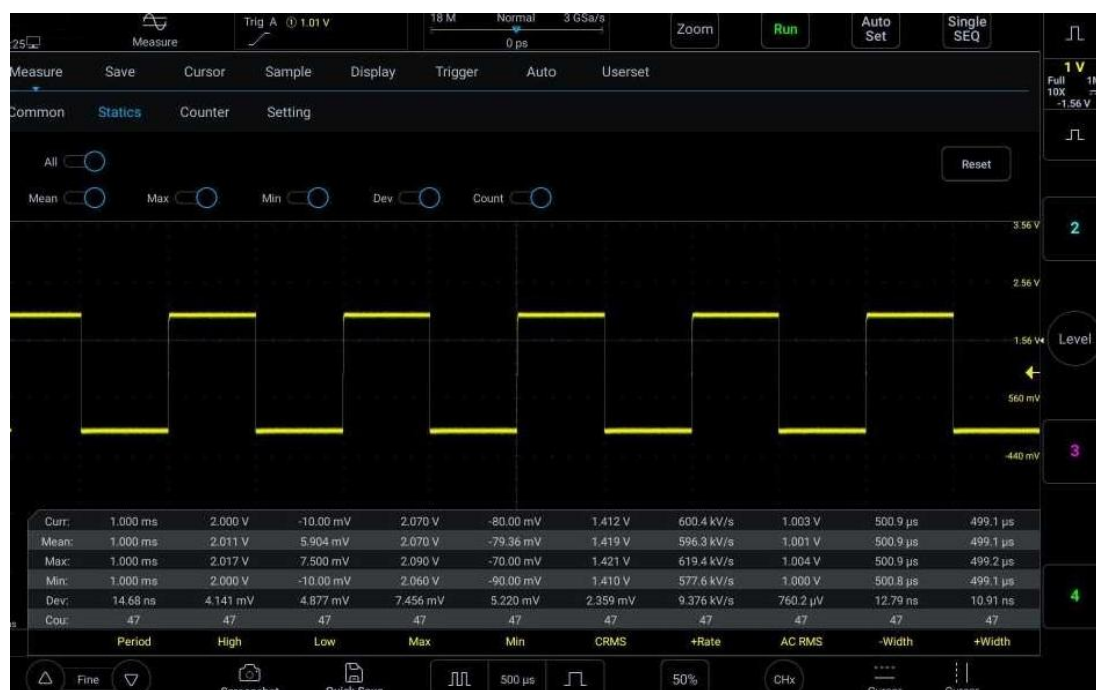 Trig A ① 1.01 V
18 M Normal 3 GSa/s
Zoom
Run
Auto Set
Single SEQ
:25
Measure
0 ps
Measure Save Cursor Sample Display Trigger Auto Userset
1 V
Full 1M
10X
-1.56 V
Common Statics Counter Setting
All
Reset
Mean Max Min Dev Count
3.56 V
2
2.56 V
1.56 V
Level
560 mV
-440 mV
3
Curr: 1.000 ms 2.000 V -10.00 mV 2.070 V -80.00 mV 1.412 V 600.4 kV/s 1.003 V 500.9 µs 499.1 µs
Mean: 1.000 ms 2.011 V 5.904 mV 2.070 V -79.36 mV 1.419 V 596.3 kV/s 1.001 V 500.9 µs 499.1 µs
Max: 1.000 ms 2.017 V 7.500 mV 2.090 V -70.00 mV 1.421 V 619.4 kV/s 1.004 V 500.9 µs 499.2 µs
Min: 1.000 ms 2.000 V -10.00 mV 2.060 V -90.00 mV 1.410 V 577.6 kV/s 1.000 V 500.8 µs 499.1 µs
Dev: 14.68 ns 4.141 mV 4.877 mV 7.456 mV 5.220 mV 2.359 mV 9.376 kV/s 760.2 µV 12.79 ns 10.91 ns
4
s Cou: 47 47 47 47 47 47 47 47 47 47
Period High Low Max Min CRMS +Rate AC RMS -Width +Width
Fine
500 µs
50%
CHx